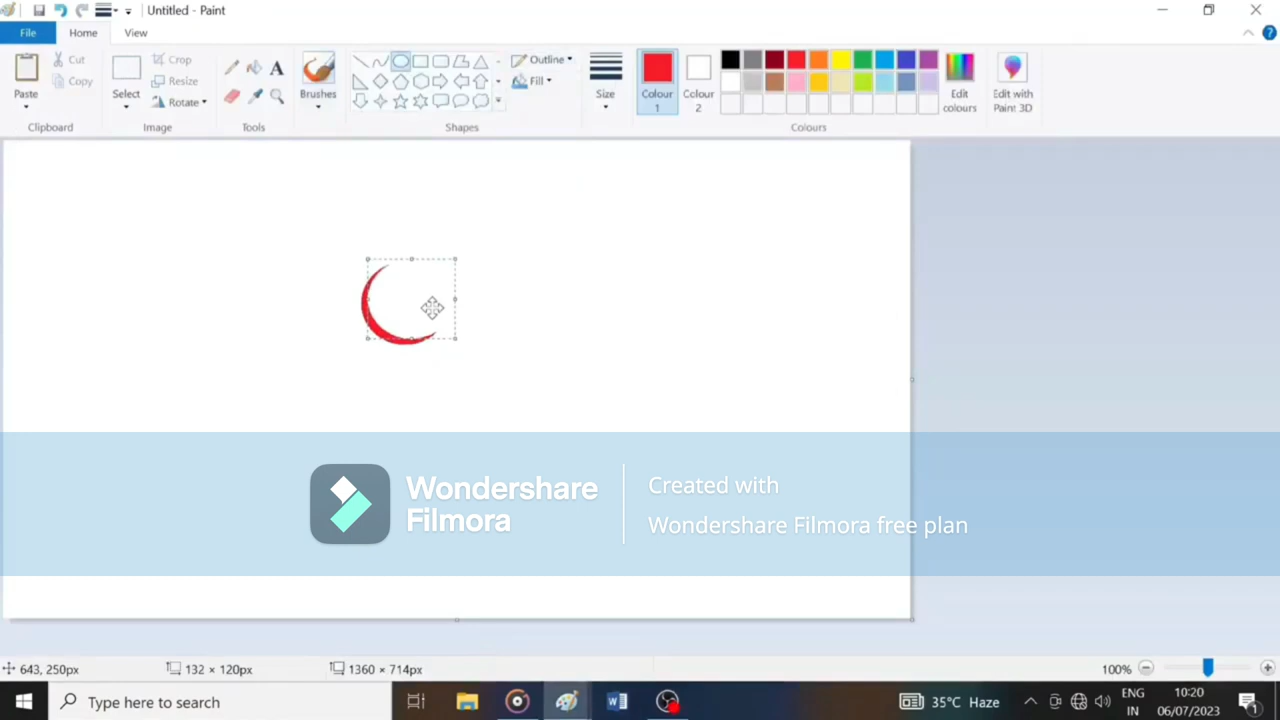 Untitled - Paint
File
Home
View
Paste
Cut
Copy
Clipboard
Select
Crop
Resize
Rotate
Image
A
Tools
Brushes
Outline
Fill
Shapes
Size
Colour 1
Colour 2
Edit colours
Colours
Edit with Paint 3D
Wondershare
Filmora
Created with
Wondershare Filmora free plan
643, 250px
132 × 120px
1360 × 714px
100%
Type here to search
35°C Haze
ENG
IN
10:20
06/07/2023
1